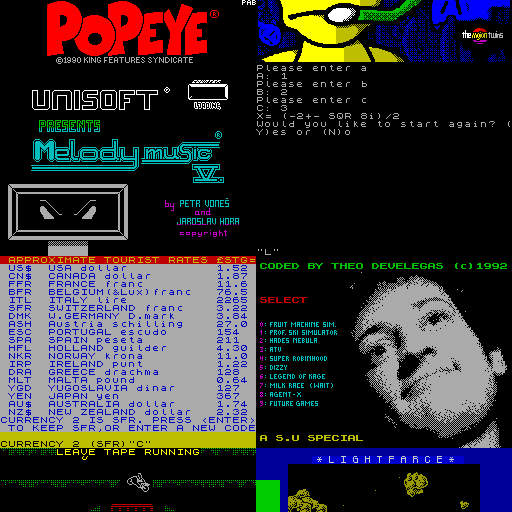 POPEYE®
©1990 KING FEATURES SYNDICATE
UNISOFT®
COUNTER
LOADING
PRESENTS
Melody music®
V.
by PETR VONEŠ
and
JAROSLAV HORA
copyright
PAB
the mojon twins
Please enter a
A: 1
Please enter b
B: 2
Please enter c
C: 3
X= (-2+- SQR 8i)/2
Would you like to start again? (
Y)es or (N)o
"L"
APPROXIMATE TOURIST RATES £STG=
US$ USA dollar 1.52
CN$ CANADA dollar 1.87
FFR FRANCE franc 11.6
BFR BELGIUM(&LUX)franc 76.5
ITL ITALY lire 2265
SFR SWITZERLAND franc 3.22
DMK W.GERMANY D.mark 3.84
ASH Austria schilling 27.0
ESC PORTUGAL escudo 154
SPA SPAIN peseta 211
HFL HOLLAND guilder 4.30
NKR NORWAY krona 11.0
IRP IRELAND punt 1.22
DRA GREECE drachma 128
MLT MALTA pound 0.64
YGD YUGOSLAVIA dinar 127
YEN JAPAN yen 367
AU$ AUSTRALIA dollar 1.74
NZ$ NEW ZEALAND dollar 2.32
CURRENCY 2 IS SFR. PRESS <ENTER>
TO KEEP SFR,OR ENTER A NEW CODE
CURRENCY 2 (SFR)"C"
LEAVE TAPE RUNNING
CODED BY THEO DEVELEGAS (c)1992
SELECT
0: FRUIT MACHINE SIM.
1: PROF. SKI SIMULATOR
2: HADES NEBULA
3: ATV
4: SUPER ROBINHOOD
5: DIZZY
6: LEGEND OF KAGE
7: MILK RACE (WAIT)
8: AGENT-X
9: FUTURE GAMES
A S.U SPECIAL
*LIGHTFARCE*